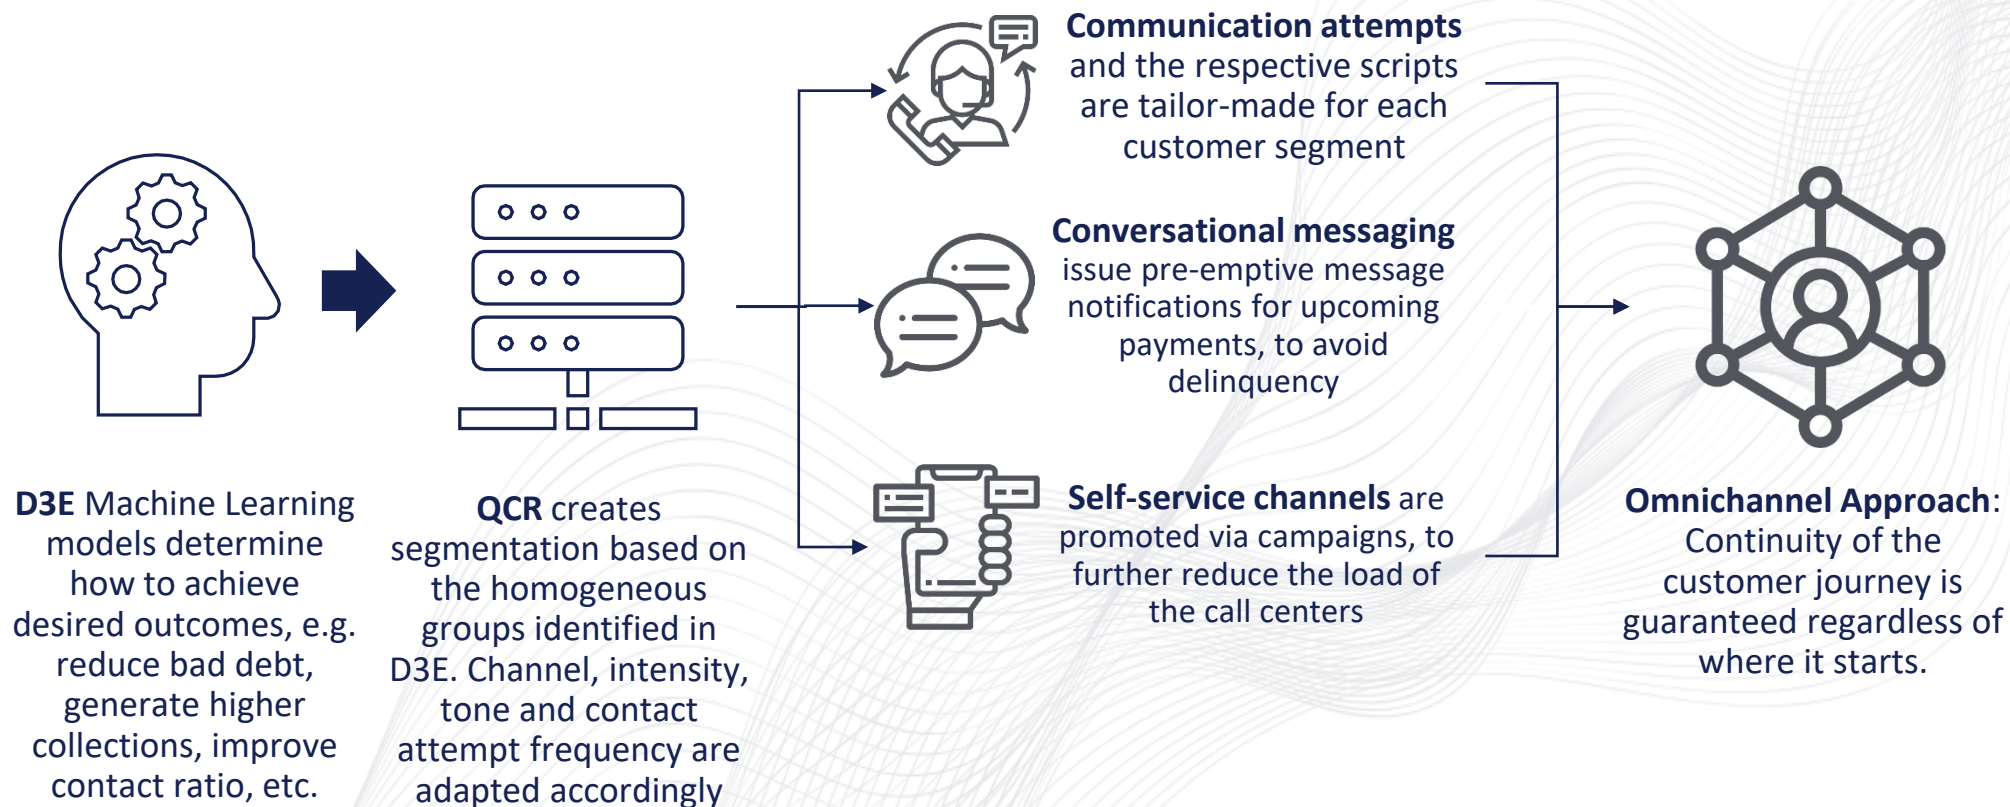 Communication attempts
and the respective scripts
are tailor-made for each
customer segment
Conversational messaging
issue pre-emptive message
notifications for upcoming
payments, to avoid
delinquency
D3E Machine Learning
models determine
how to achieve
desired outcomes, e.g.
reduce bad debt,
generate higher
collections, improve
contact ratio, etc.
QCR creates
segmentation based on
the homogeneous
groups identified in
D3E. Channel, intensity,
tone and contact
attempt frequency are
adapted accordingly
Self-service channels are
promoted via campaigns, to
further reduce the load of
the call centers
Omnichannel Approach:
Continuity of the
customer journey is
guaranteed regardless of
where it starts.